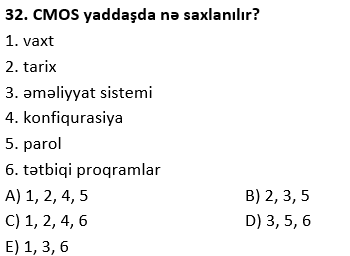 32. CMOS yaddaşda nə saxlanılır?
1. vaxt
2. tarix
3. əməliyyat sistemi
4. konfiqurasiya
5. parol
6. tətbiqi proqramlar
A) 1, 2, 4, 5 B) 2, 3, 5
C) 1, 2, 4, 6 D) 3, 5, 6
E) 1, 3, 6